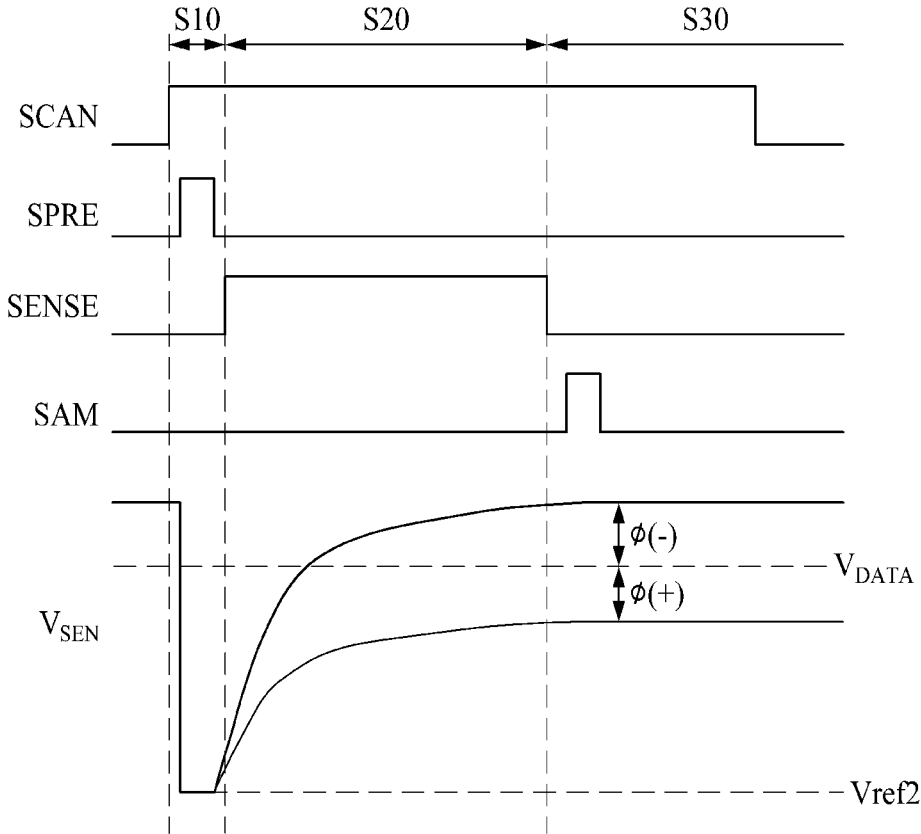 S10 S20 S30
SCAN
SPRE
SENSE
SAM
ϕ(-)
V_DATA
ϕ(+)
V_SEN
Vref2